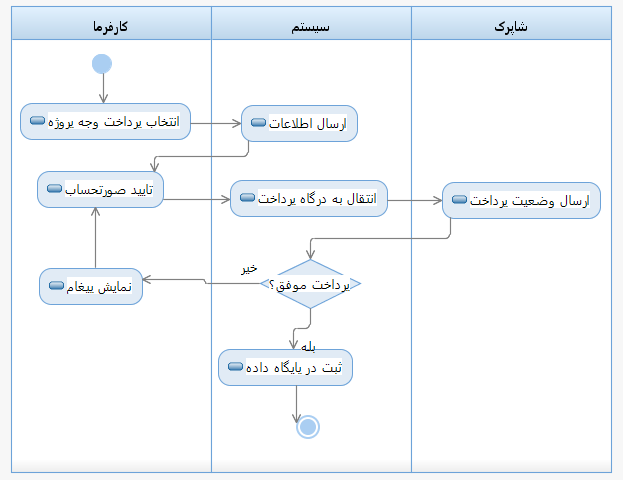 کارفرما
سیستم
شاپرک
انتخاب پرداخت وجه پروژه
ارسال اطلاعات
تایید صورتحساب
انتقال به درگاه پرداخت
ارسال وضعیت پرداخت
خیر
پرداخت موفق؟
نمایش پیغام
بله
ثبت در پایگاه داده